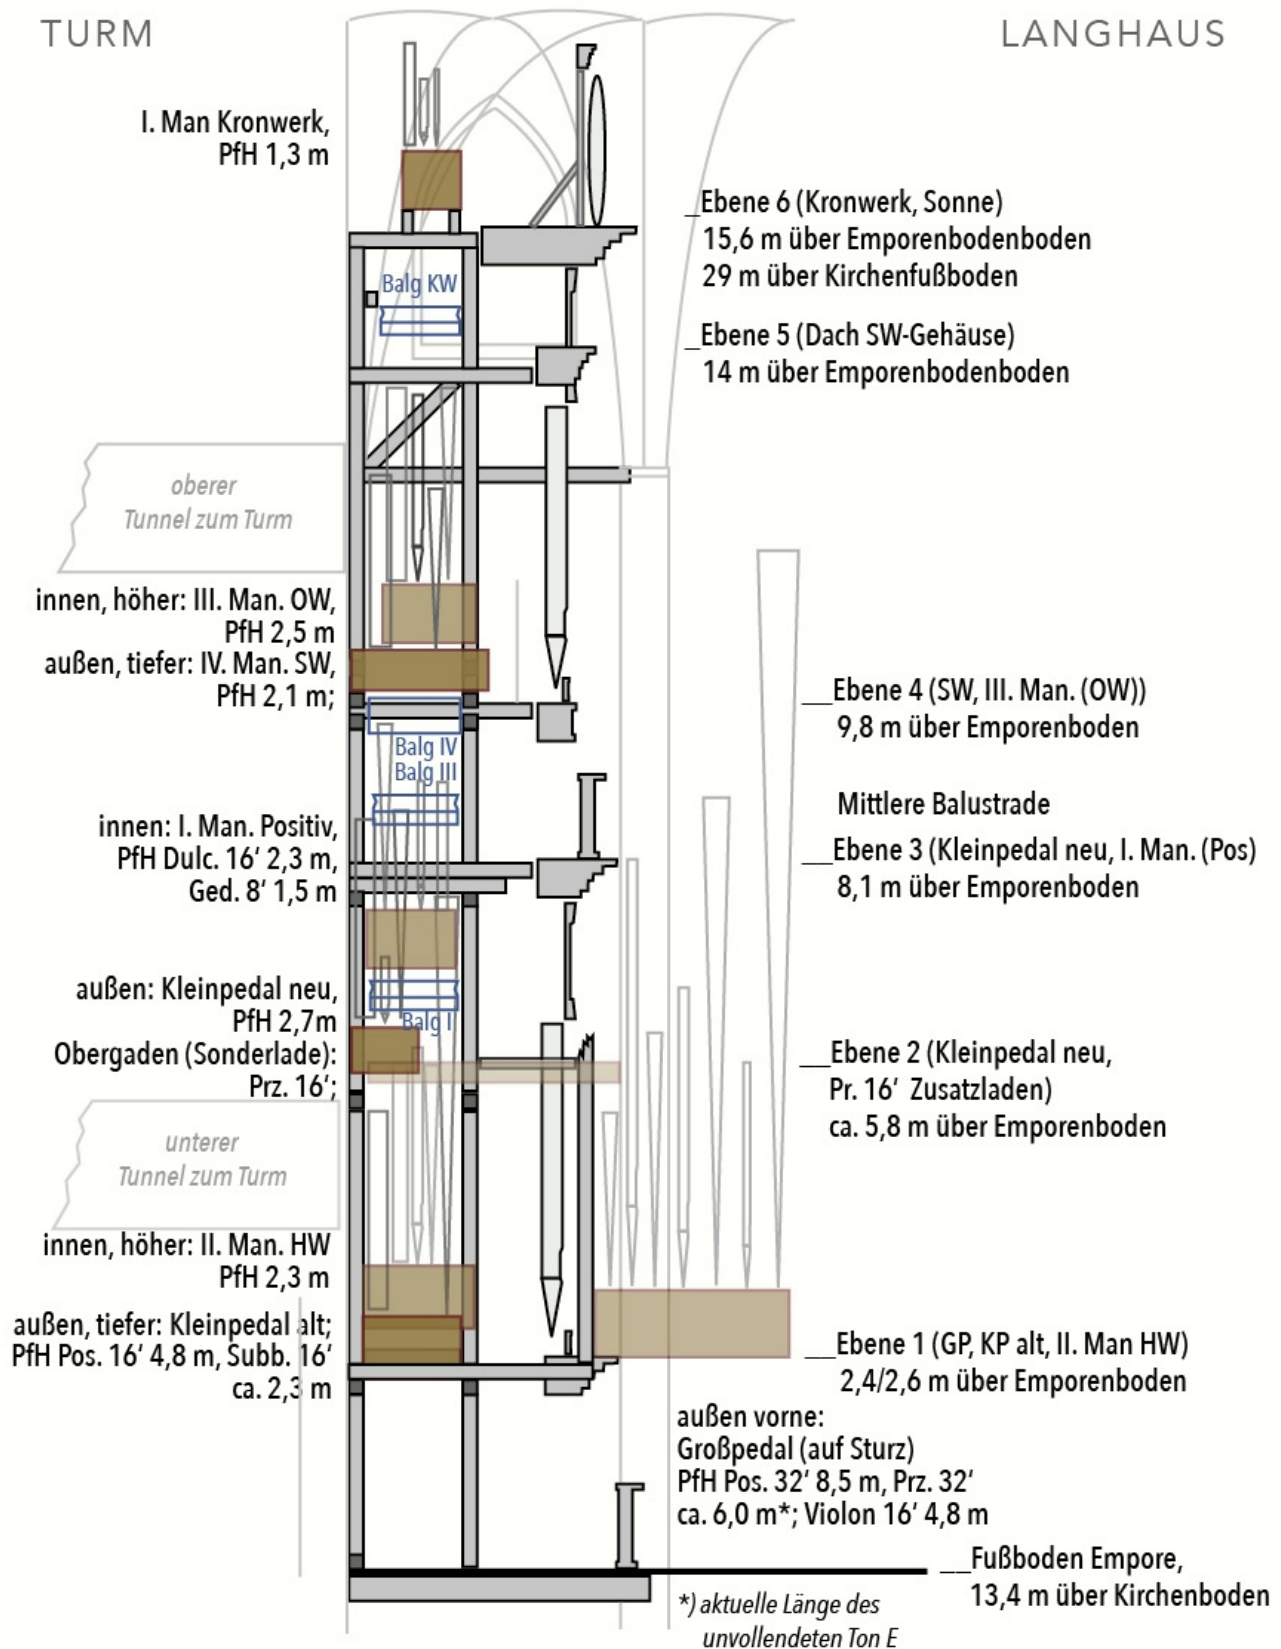 TURM
LANGHAUS
I. Man Kronwerk,
PfH 1,3 m
_Ebene 6 (Kronwerk, Sonne)
15,6 m über Emporenbodenboden
29 m über Kirchenfußboden
Balg KW
_Ebene 5 (Dach SW-Gehäuse)
14 m über Emporenbodenboden
oberer
Tunnel zum Turm
innen, höher: III. Man. OW,
PfH 2,5 m
außen, tiefer: IV. Man. SW,
PfH 2,1 m;
__Ebene 4 (SW, III. Man. (OW))
9,8 m über Emporenboden
Balg IV
Balg III
Mittlere Balustrade
__Ebene 3 (Kleinpedal neu, I. Man. (Pos)
8,1 m über Emporenboden
innen: I. Man. Positiv,
PfH Dulc. 16‘ 2,3 m,
Ged. 8‘ 1,5 m
außen: Kleinpedal neu,
PfH 2,7m
Balg I
Obergaden (Sonderlade):
Prz. 16‘;
__Ebene 2 (Kleinpedal neu,
Pr. 16‘ Zusatzladen)
ca. 5,8 m über Emporenboden
unterer
Tunnel zum Turm
innen, höher: II. Man. HW
PfH 2,3 m
außen, tiefer: Kleinpedal alt;
PfH Pos. 16‘ 4,8 m, Subb. 16‘
ca. 2,3 m
__Ebene 1 (GP, KP alt, II. Man HW)
2,4/2,6 m über Emporenboden
außen vorne:
Großpedal (auf Sturz)
PfH Pos. 32‘ 8,5 m, Prz. 32‘
ca. 6,0 m*; Violon 16‘ 4,8 m
__Fußboden Empore,
13,4 m über Kirchenboden
*) aktuelle Länge des
unvollendeten Ton E